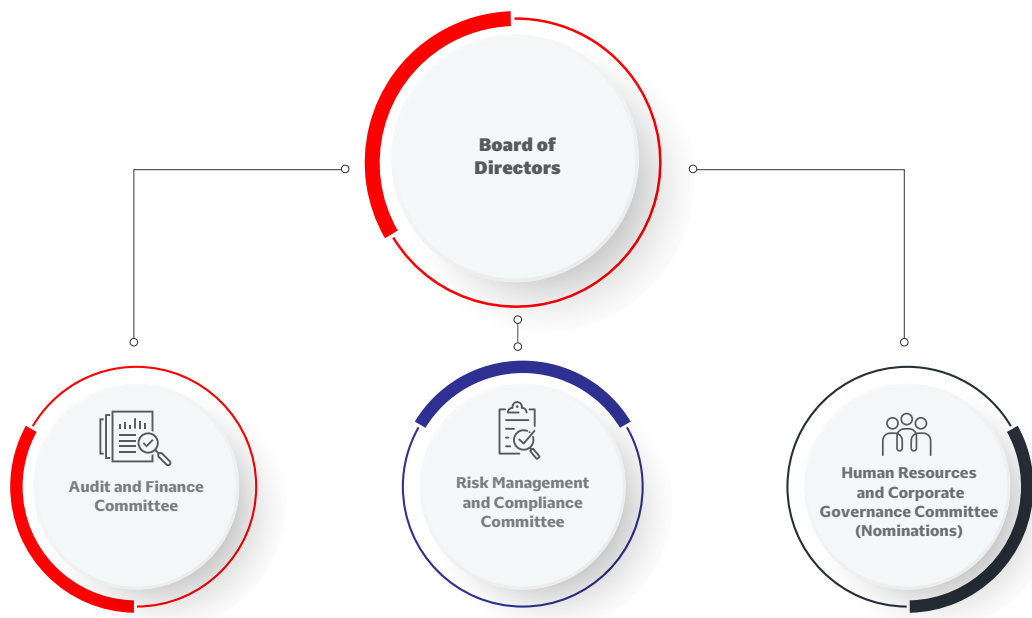 Board of
Directors
Audit and Finance
Committee
Risk Management
and Compliance
Committee
Human Resources
and Corporate
Governance Committee
(Nominations)